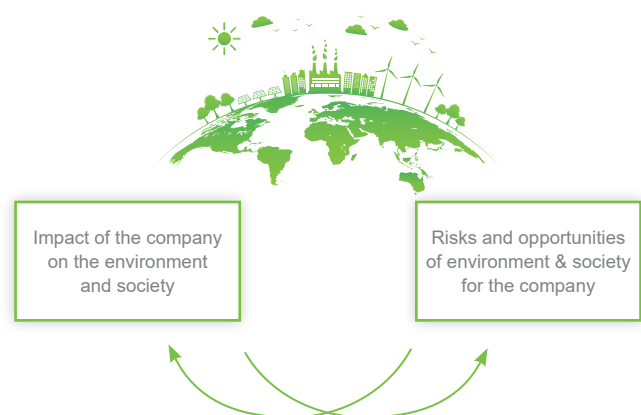 Impact of the company
on the environment
and society
Risks and opportunities
of environment & society
for the company